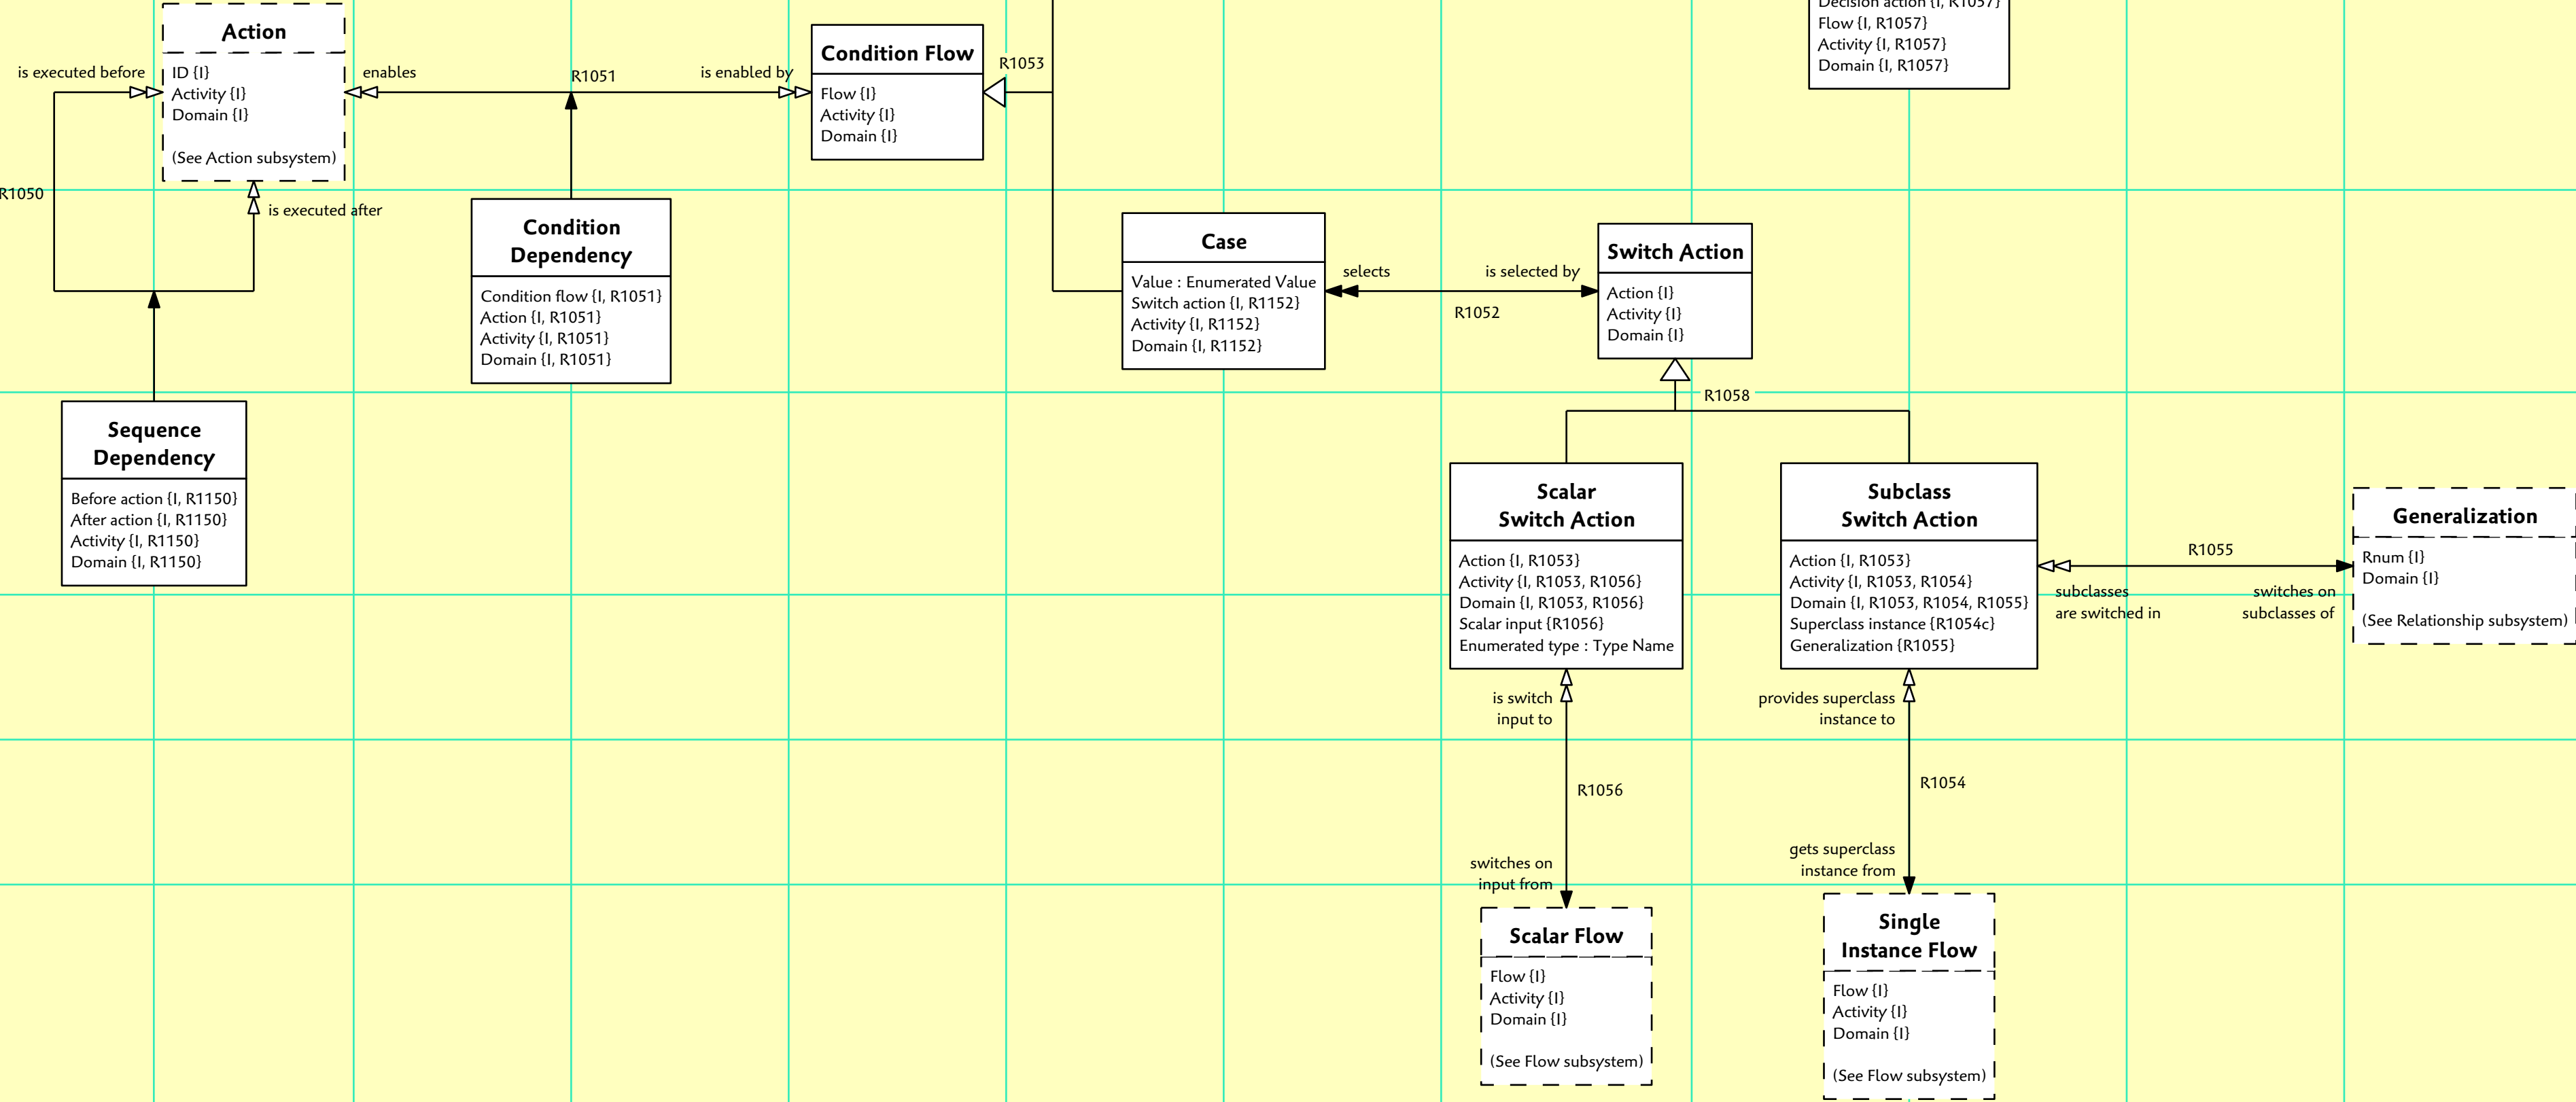 Action
ID {I}
Activity {I}
Domain {I}
(See Action subsystem)
is executed before
enables
R1051
is enabled by
R1050
is executed after
Condition Flow
Flow {I}
Activity {I}
Domain {I}
R1053
Decision action {I, R1057}
Flow {I, R1057}
Activity {I, R1057}
Domain {I, R1057}
Condition
Dependency
Condition flow {I, R1051}
Action {I, R1051}
Activity {I, R1051}
Domain {I, R1051}
Case
Value : Enumerated Value
Switch action {I, R1152}
Activity {I, R1152}
Domain {I, R1152}
selects
is selected by
R1052
Switch Action
Action {I}
Activity {I}
Domain {I}
R1058
Sequence
Dependency
Before action {I, R1150}
After action {I, R1150}
Activity {I, R1150}
Domain {I, R1150}
Scalar
Switch Action
Action {I, R1053}
Activity {I, R1053, R1056}
Domain {I, R1053, R1056}
Scalar input {R1056}
Enumerated type : Type Name
Subclass
Switch Action
Action {I, R1053}
Activity {I, R1053, R1054}
Domain {I, R1053, R1054, R1055}
Superclass instance {R1054c}
Generalization {R1055}
R1055
subclasses
are switched in
switches on
subclasses of
Generalization
Rnum {I}
Domain {I}
(See Relationship subsystem)
is switch
input to
R1056
switches on
input from
provides superclass
instance to
R1054
gets superclass
instance from
Scalar Flow
Flow {I}
Activity {I}
Domain {I}
(See Flow subsystem)
Single
Instance Flow
Flow {I}
Activity {I}
Domain {I}
(See Flow subsystem)